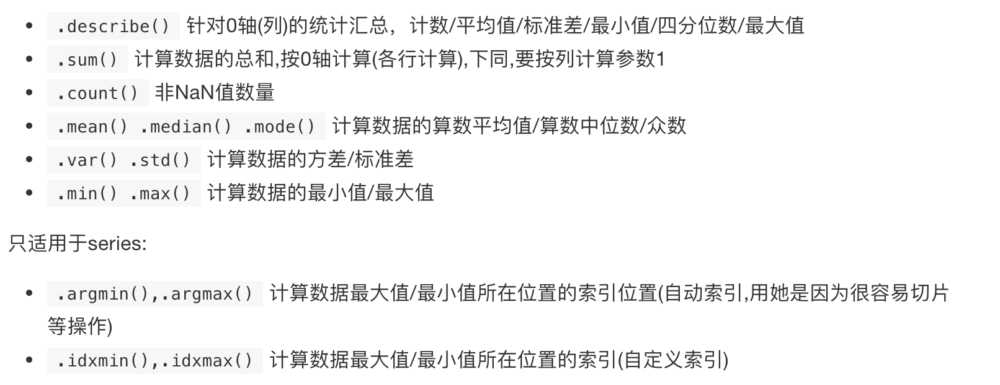 .describe() 针对0轴(列)的统计汇总，计数/平均值/标准差/最小值/四分位数/最大值
.sum() 计算数据的总和,按0轴计算(各行计算),下同,要按列计算参数1
.count() 非NaN值数量
.mean() .median() .mode() 计算数据的算数平均值/算数中位数/众数
.var() .std() 计算数据的方差/标准差
.min() .max() 计算数据的最小值/最大值
只适用于series:
.argmin(),.argmax() 计算数据最大值/最小值所在位置的索引位置(自动索引,用她是因为很容易切片
等操作)
.idxmin(),.idxmax() 计算数据最大值/最小值所在位置的索引(自定义索引)